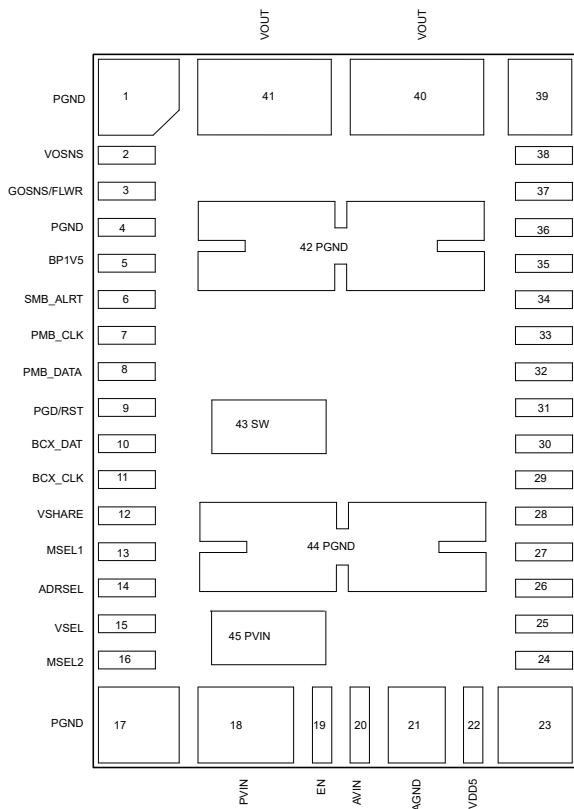 VOUT VOUT
PGND 1 41 40 39
VOSNS 2 38
GOSNS/FLWR 3 37
PGND 4 42 PGND 36
BP1V5 5 35
SMB_ALRT 6 34
PMB_CLK 7 33
PMB_DATA 8 32
PGD/RST 9 43 SW 31
BCX_DAT 10 30
BCX_CLK 11 29
VSHARE 12 28
MSEL1 13 44 PGND 27
ADRSEL 14 26
VSEL 15 45 PVIN 25
MSEL2 16 24
PGND 17 18 19 20 21 22 23
PVIN EN AVIN AGND VDD5